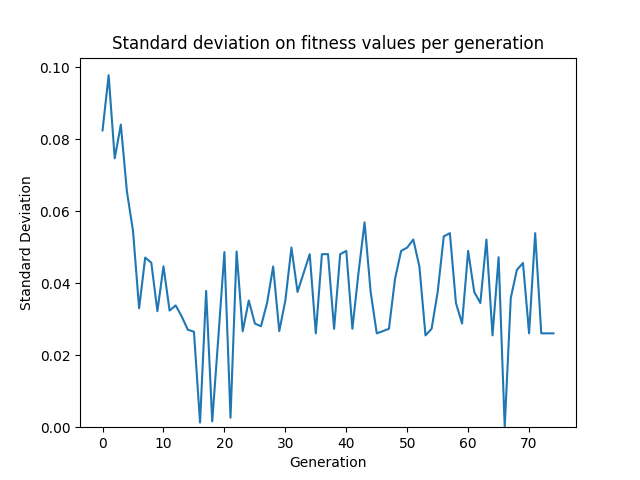 Standard deviation on fitness values per generation
0.10
0.08
0.06
0.04
0.02
0.00
Standard Deviation
0 10 20 30 40 50 60 70
Generation